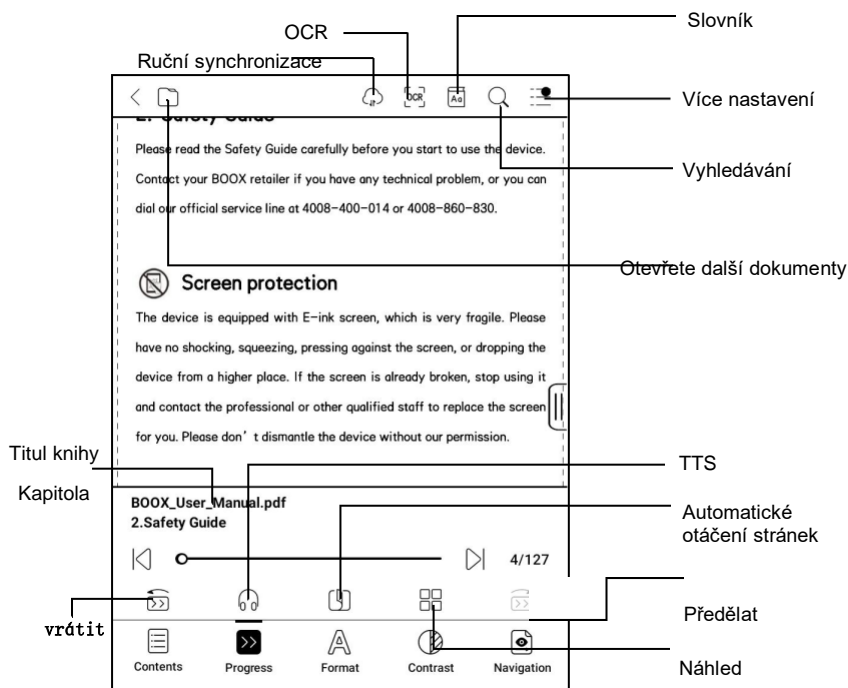 OCR
Slovník
Ruční synchronizace
OCR
Aa
Více nastavení
2. Safety Guide
Please read the Safety Guide carefully before you start to use the device.
Contact your BOOX retailer if you have any technical problem, or you can
dial our official service line at 4008-400-014 or 4008-860-830.
Vyhledávání
Otevřete další dokumenty
Screen protection
The device is equipped with E-ink screen, which is very fragile. Please
have no shocking, squeezing, pressing against the screen, or dropping the
device from a higher place. If the screen is already broken, stop using it
and contact the professional or other qualified staff to replace the screen
for you. Please don't dismantle the device without our permission.
Titul knihy
Kapitola
TTS
BOOX_User_Manual.pdf
2.Safety Guide
Automatické
otáčení stránek
4/127
Předělat
vrátit
Contents
Progress
Format
Contrast
Navigation
Náhled